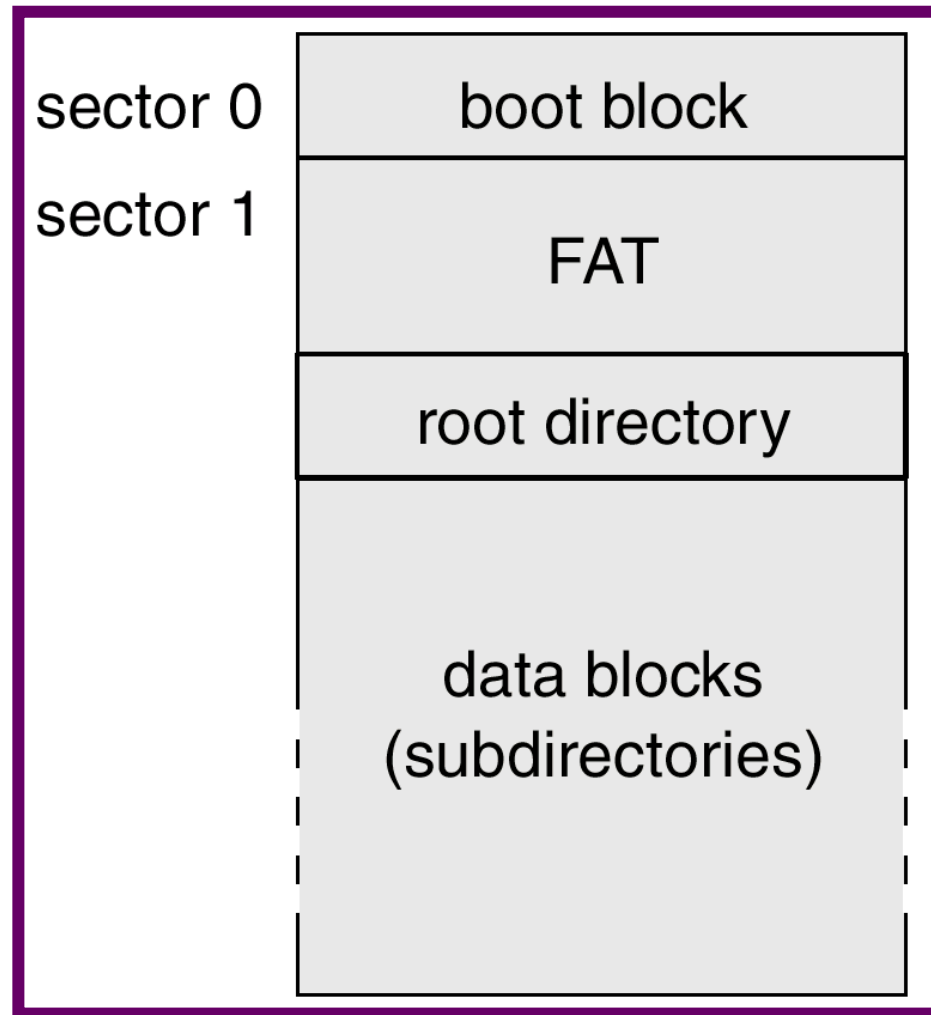 sector 0
boot block
sector 1
FAT
root directory
data blocks
(subdirectories)